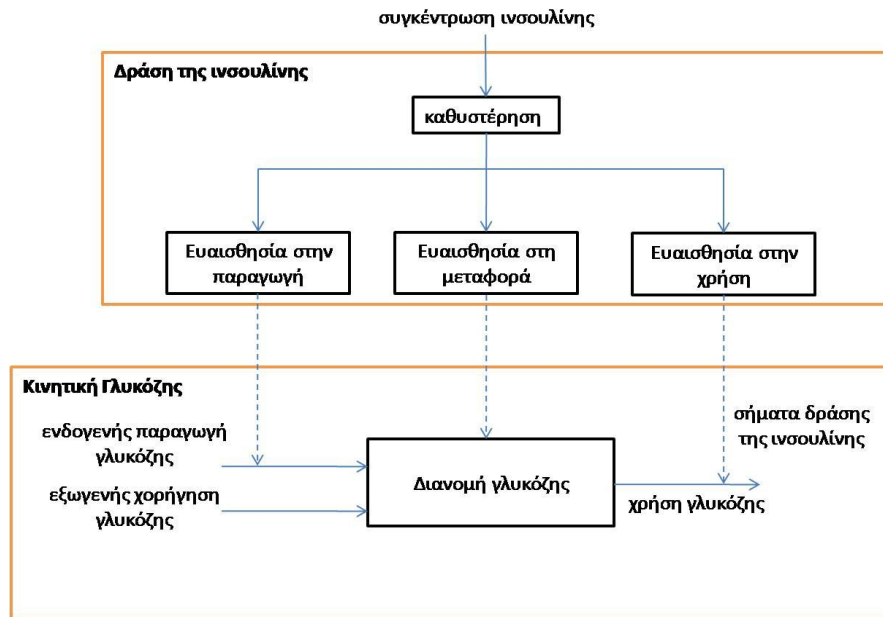 συγκέντρωση ινσουλίνης
Δράση της ινσουλίνης
καθυστέρηση
Ευαισθησία στην
παραγωγή
Ευαισθησία στη
μεταφορά
Ευαισθησία στην
χρήση
Κινητική Γλυκόζης
ενδογενής παραγωγή
γλυκόζης
εξωγενής χορήγηση
γλυκόζης
Διανομή γλυκόζης
σήματα δράσης
της ινσουλίνης
χρήση γλυκόζης